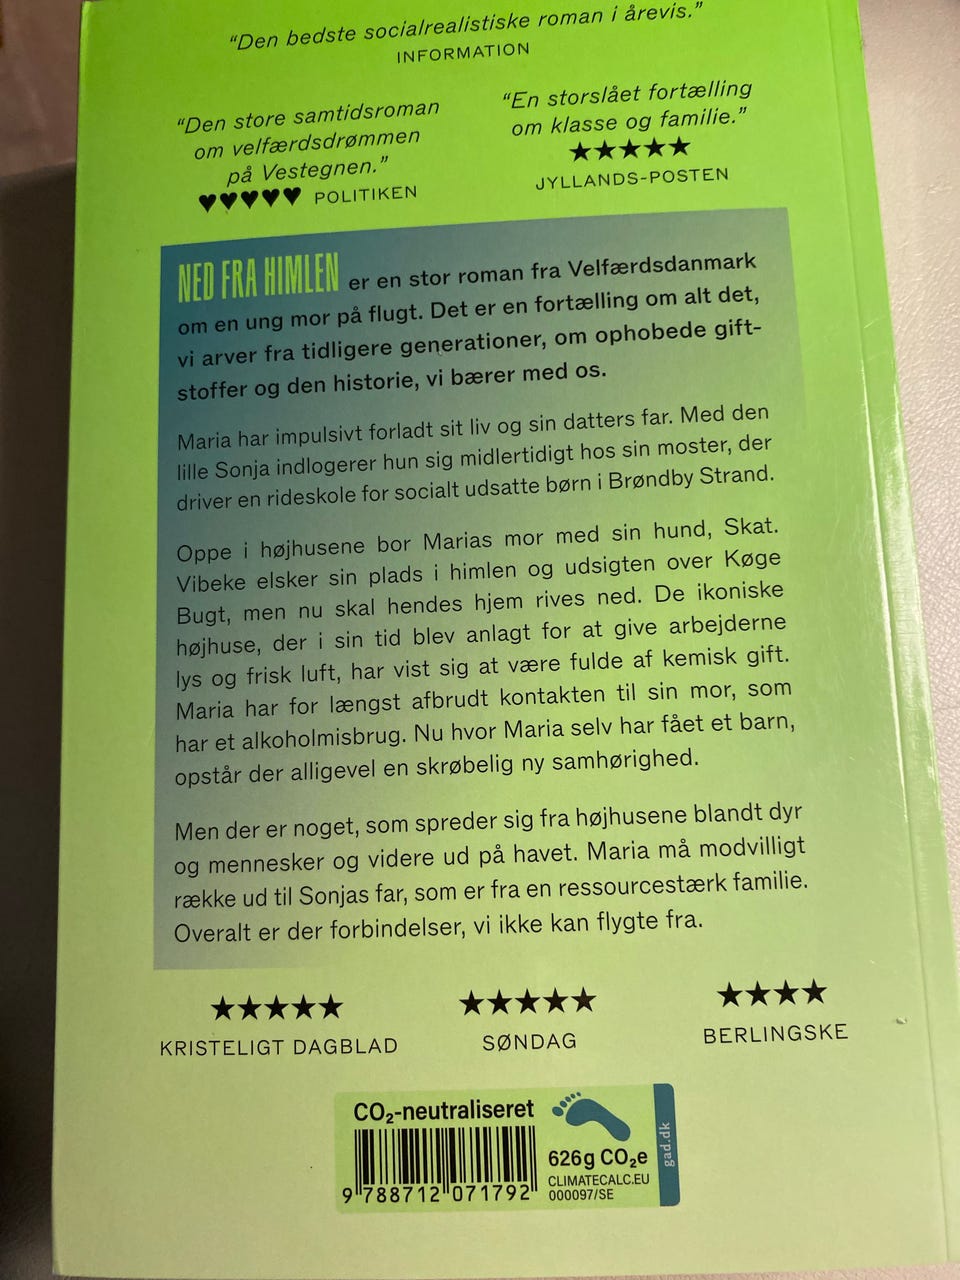 “Den bedste socialrealistiske roman i årevis.”
INFORMATION
“Den store samtidsroman
om velfærdsdrømmen
på Vestegnen.”
♥♥♥♥♥ POLITIKEN
“En storslået fortælling
om klasse og familie.”
★★★★★
JYLLANDS-POSTEN
NED FRA HIMLEN er en stor roman fra Velfærdsdanmark
om en ung mor på flugt. Det er en fortælling om alt det,
vi arver fra tidligere generationer, om ophobede gift-
stoffer og den historie, vi bærer med os.
Maria har impulsivt forladt sit liv og sin datters far. Med den
lille Sonja indlogerer hun sig midlertidigt hos sin moster, der
driver en rideskole for socialt udsatte børn i Brøndby Strand.
Oppe i højhusene bor Marias mor med sin hund, Skat.
Vibeke elsker sin plads i himlen og udsigten over Køge
Bugt, men nu skal hendes hjem rives ned. De ikoniske
højhuse, der i sin tid blev anlagt for at give arbejderne
lys og frisk luft, har vist sig at være fulde af kemisk gift.
Maria har for længst afbrudt kontakten til sin mor, som
har et alkoholmisbrug. Nu hvor Maria selv har fået et barn,
opstår der alligevel en skrøbelig ny samhørighed.
Men der er noget, som spreder sig fra højhusene blandt dyr
og mennesker og videre ud på havet. Maria må modvilligt
række ud til Sonjas far, som er fra en ressourcestærk familie.
Overalt er der forbindelser, vi ikke kan flygte fra.
★★★★★
KRISTELIGT DAGBLAD
★★★★★
SØNDAG
★★★★
BERLINGSKE
CO₂-neutraliseret
626g CO₂e
CLIMATECALC.EU
000097/SE
gad.dk
9 788712 071792